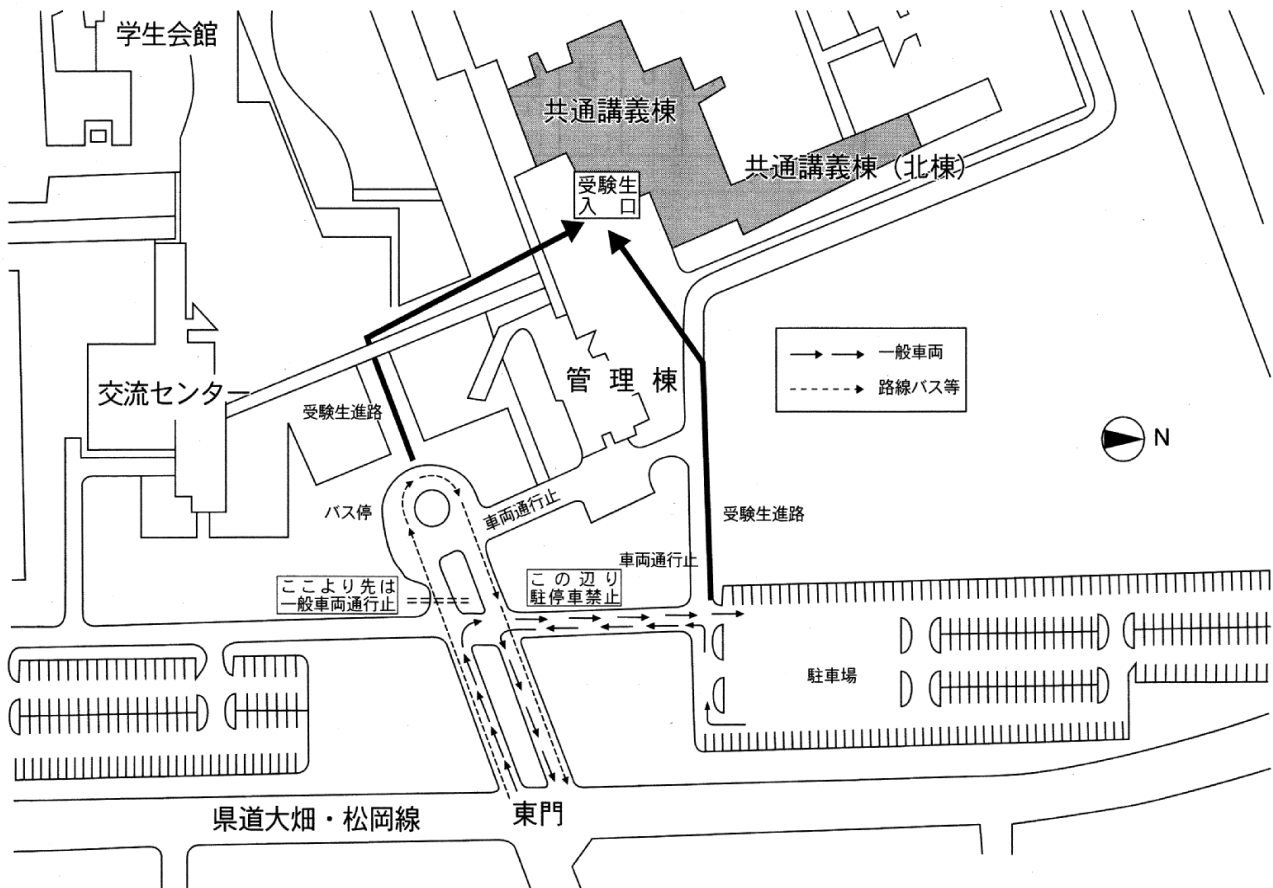 学生会館
共通講義棟
共通講義棟（北棟）
受験生
入口
一般車両
路線バス等
管理棟
交流センター
受験生進路
N
バス停
車両通行止
受験生進路
車両通行止
ここより先は
一般車両通行止
この辺り
駐停車禁止
駐車場
県道大畑・松岡線
東門